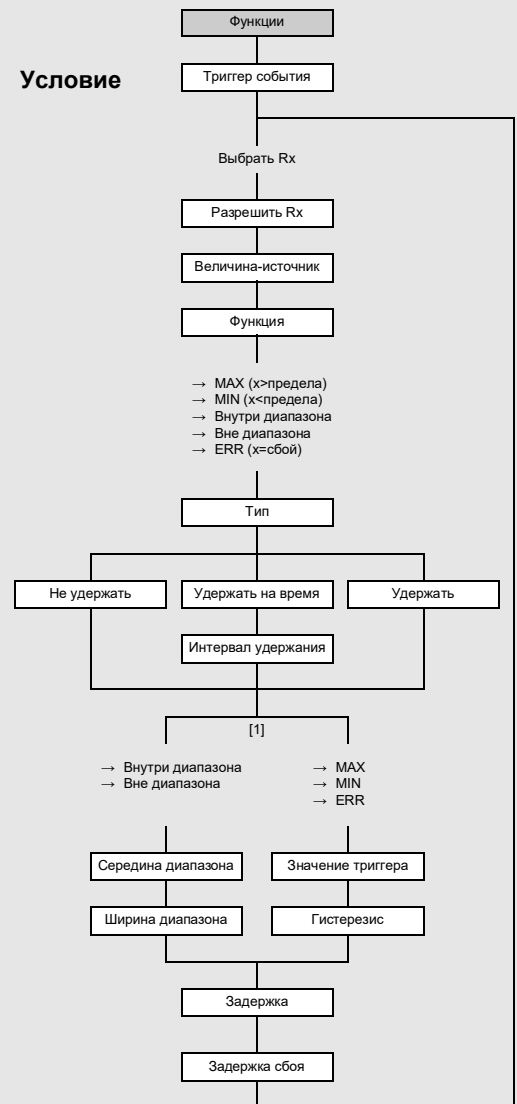 Функции
Условие
Триггер события
Выбрать Rx
Разрешить Rx
Величина-источник
Функция
→ MAX (x>предела)
→ MIN (x<предела)
→ Внутри диапазона
→ Вне диапазона
→ ERR (x=сбой)
Тип
Не удержать
Удержать на время
Удержать
Интервал удержания
[1]
→ Внутри диапазона
→ Вне диапазона
→ MAX
→ MIN
→ ERR
Середина диапазона
Значение триггера
Ширина диапазона
Гистерезис
Задержка
Задержка сбоя